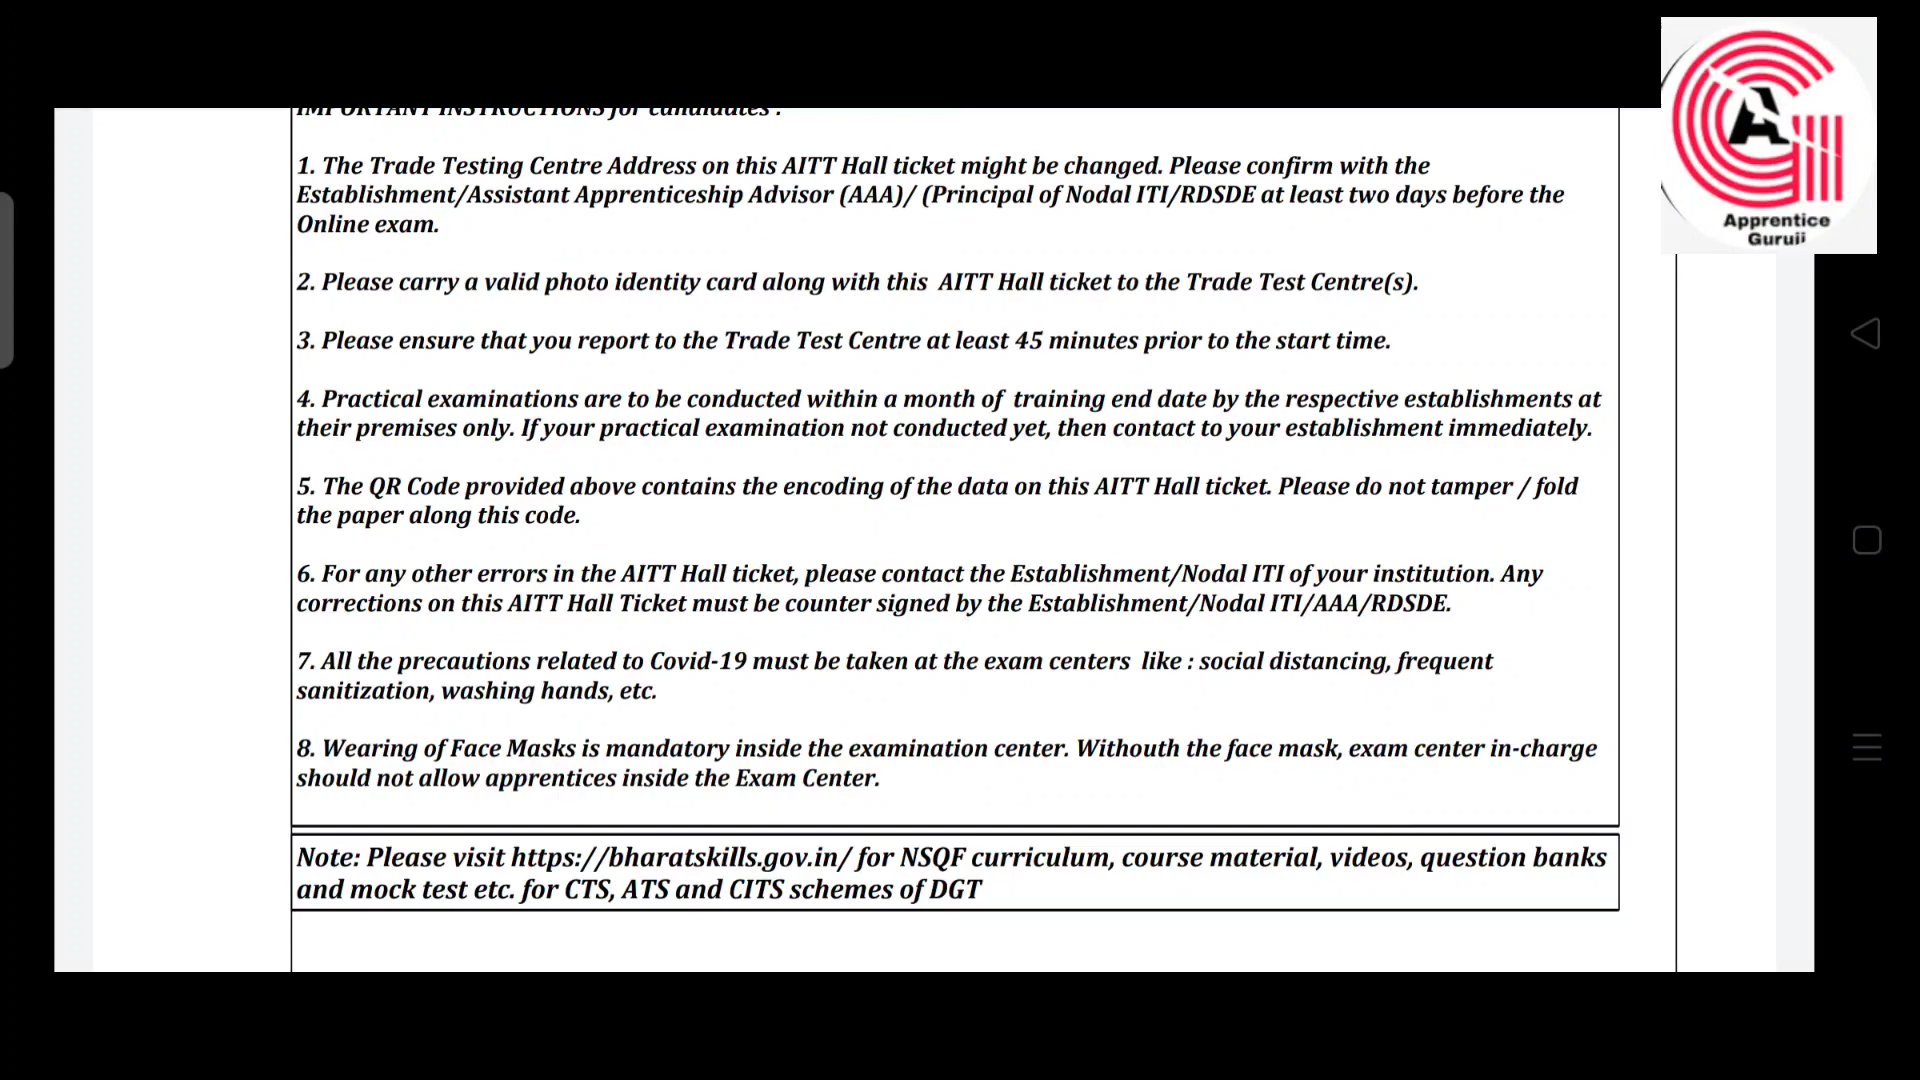 IMPORTANT INSTRUCTIONS for candidates :
1. The Trade Testing Centre Address on this AITT Hall ticket might be changed. Please confirm with the
Establishment/Assistant Apprenticeship Advisor (AAA)/ (Principal of Nodal ITI/RDSDE at least two days before the
Online exam.
2. Please carry a valid photo identity card along with this AITT Hall ticket to the Trade Test Centre(s).
3. Please ensure that you report to the Trade Test Centre at least 45 minutes prior to the start time.
4. Practical examinations are to be conducted within a month of training end date by the respective establishments at
their premises only. If your practical examination not conducted yet, then contact to your establishment immediately.
5. The QR Code provided above contains the encoding of the data on this AITT Hall ticket. Please do not tamper / fold
the paper along this code.
6. For any other errors in the AITT Hall ticket, please contact the Establishment/Nodal ITI of your institution. Any
corrections on this AITT Hall Ticket must be counter signed by the Establishment/Nodal ITI/AAA/RDSDE.
7. All the precautions related to Covid-19 must be taken at the exam centers like : social distancing, frequent
sanitization, washing hands, etc.
8. Wearing of Face Masks is mandatory inside the examination center. Withouth the face mask, exam center in-charge
should not allow apprentices inside the Exam Center.
Note: Please visit https://bharatskills.gov.in/ for NSQF curriculum, course material, videos, question banks
and mock test etc. for CTS, ATS and CITS schemes of DGT
A
Apprentice
Guruji